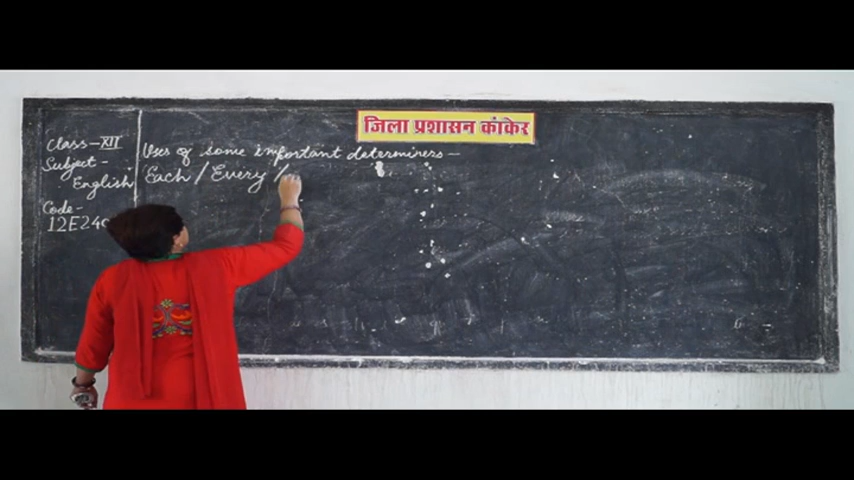 जिला प्रशासन कांकेर
Class-XII
Subject-
English
Code-
12E24
Uses of some important determiners-
Each / Every /